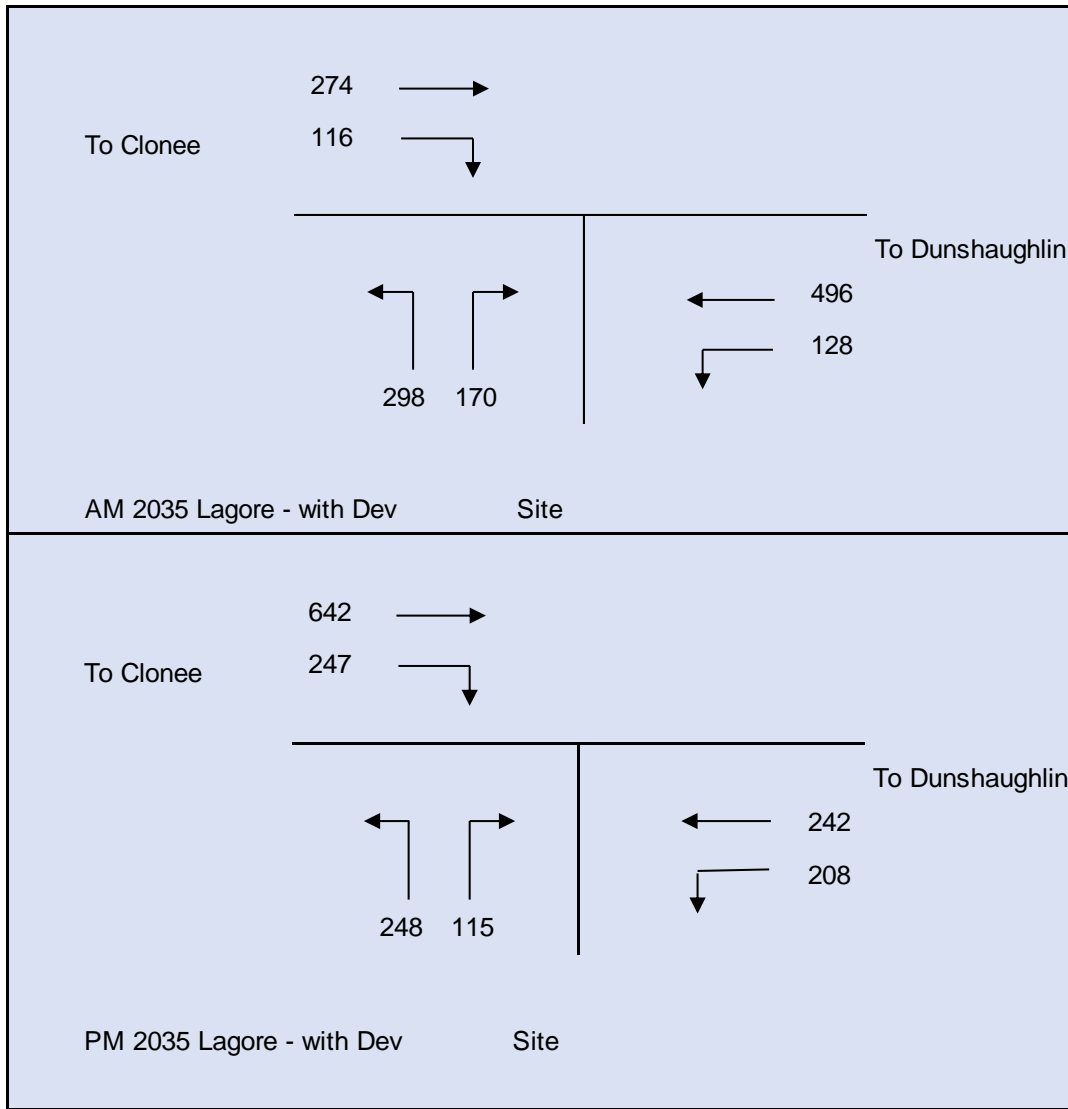 274
To Clonee 116
To Dunshaughlin
496
128
298 170
AM 2035 Lagore - with Dev Site
642
To Clonee 247
To Dunshaughlin
242
208
248 115
PM 2035 Lagore - with Dev Site